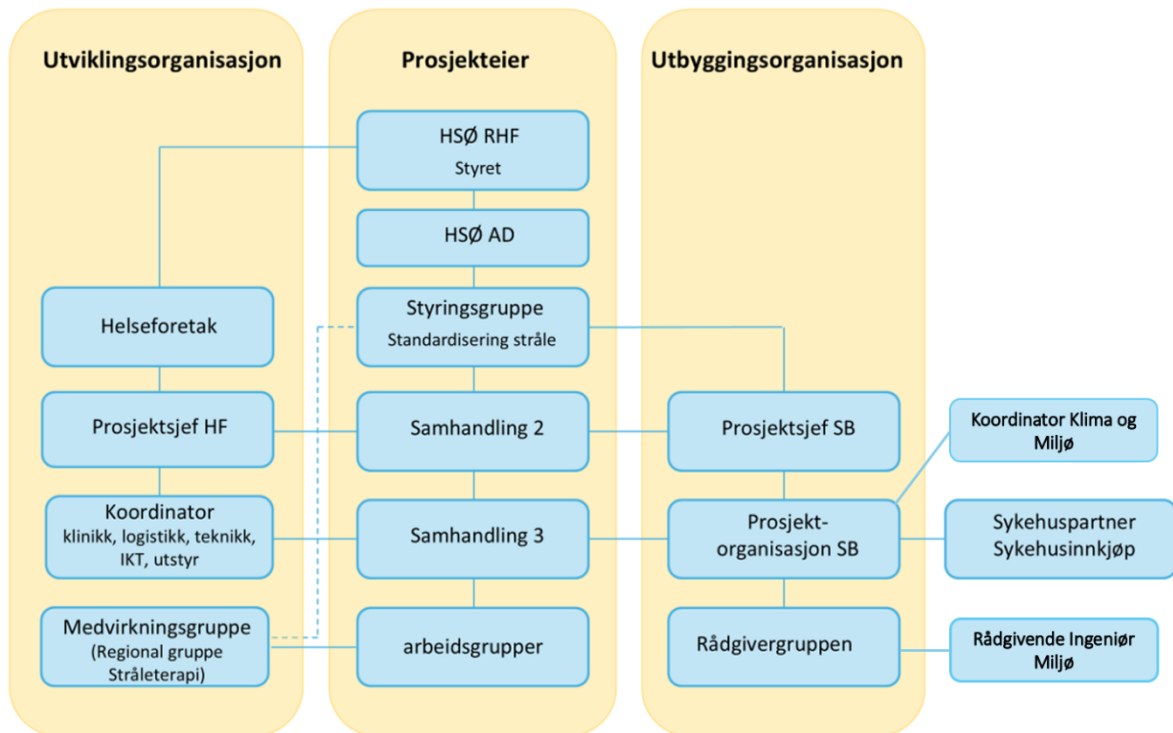 Utviklingsorganisasjon
Prosjekteier
Utbyggingsorganisasjon
HSØ RHF
Styret
HSØ AD
Styringsgruppe
Standardisering stråle
Helseforetak
Prosjektsjef HF
Samhandling 2
Prosjektsjef SB
Koordinator Klima og
Miljø
Koordinator
klinikk, logistikk, teknikk,
IKT, utstyr
Samhandling 3
Prosjekt-
organisasjon SB
Sykehuspartner
Sykehusinnkjøp
Medvirkningsgruppe
(Regional gruppe
Stråleterapi)
arbeidsgrupper
Rådgivergruppen
Rådgivende Ingeniør
Miljø